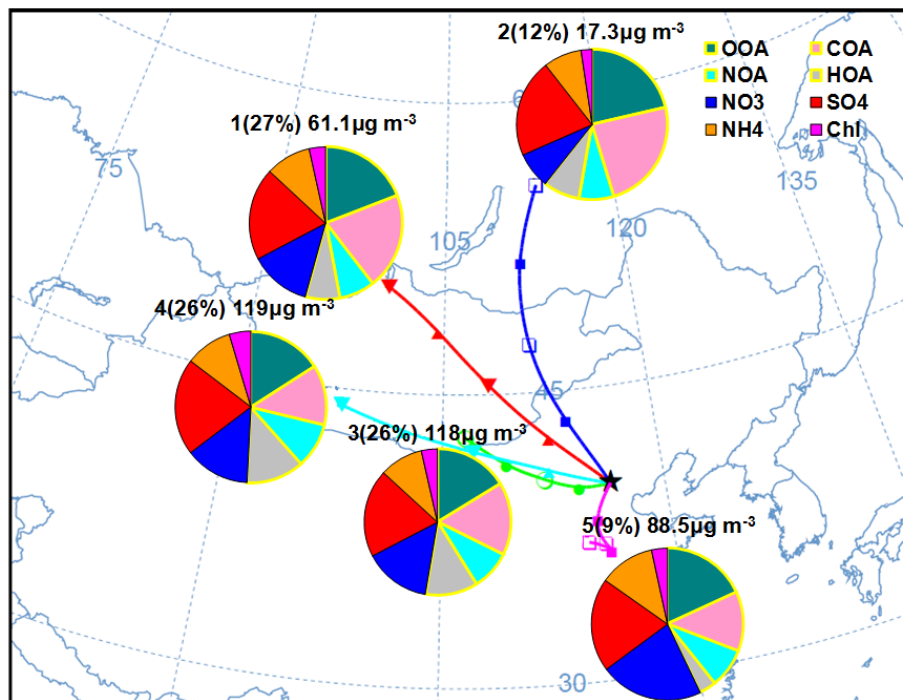 2(12%) 17.3µg m-3
OOA
COA
NOA
HOA
NO3
SO4
NH4
Chl
1(27%) 61.1µg m-3
75
6
135
105
120
4(26%) 119µg m-3
45
3(26%) 118µg m-3
5(9%) 88.5µg m-3
30